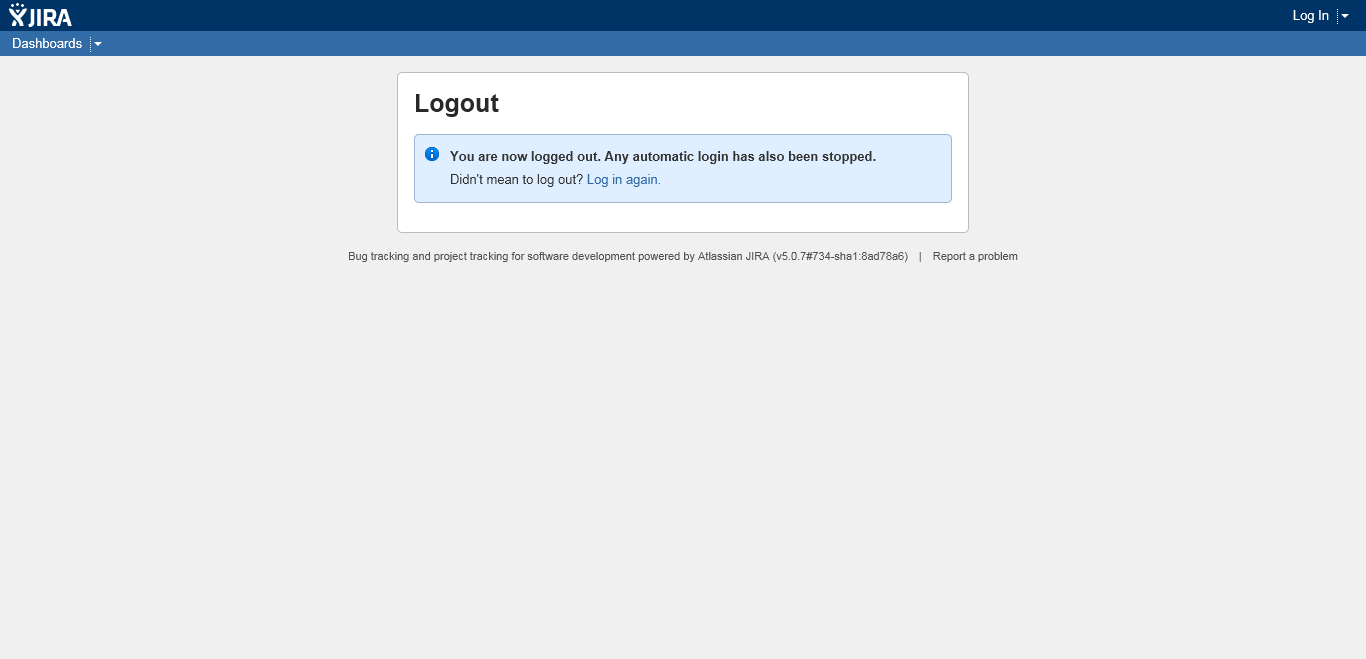 JIRA
Log In
Dashboards
Logout
You are now logged out. Any automatic login has also been stopped.
Didn't mean to log out? Log in again.
Bug tracking and project tracking for software development powered by Atlassian JIRA (v5.0.7#734-sha1:8ad78a6) | Report a problem